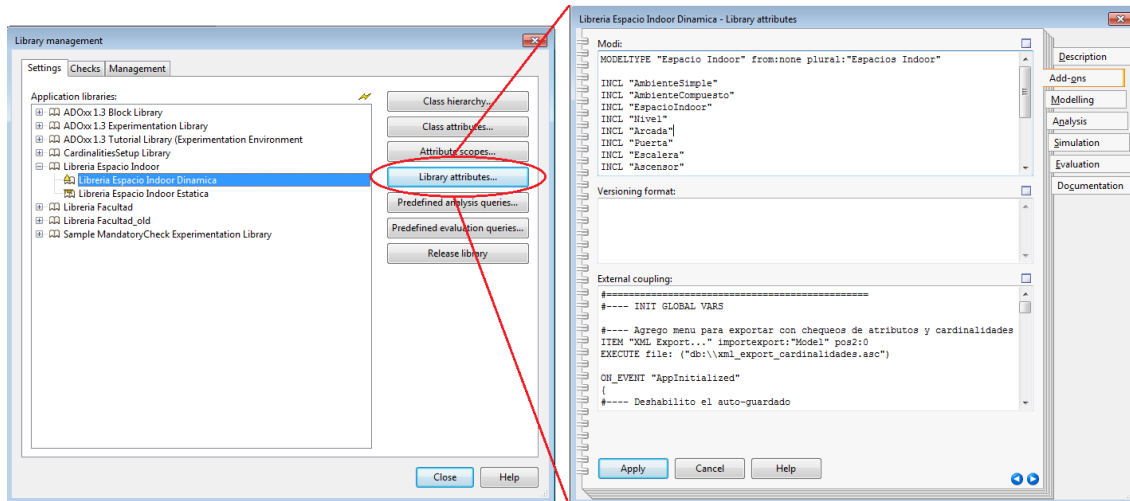 Library management
Settings Checks Management
Application libraries:
ADOxx 1.3 Block Library
ADOxx 1.3 Experimentation Library
ADOxx 1.3 Tutorial Library (Experimentation Environment
CardinalitiesSetup Library
Libreria Espacio Indoor
Libreria Espacio Indoor Dinamica
Libreria Espacio Indoor Estatica
Libreria Facultad
Libreria Facultad_old
Sample MandatoryCheck Experimentation Library
Class hierarchy...
Class attributes...
Attribute scopes...
Library attributes...
Predefined analysis queries...
Predefined evaluation queries...
Release library
Close Help
Libreria Espacio Indoor Dinamica - Library attributes
Modi:
MODELTYPE "Espacio Indoor" from:none plural:"Espacios Indoor"
INCL "AmbienteSimple"
INCL "AmbienteCompuesto"
INCL "EspacioIndoor"
INCL "Nivel"
INCL "Arcada"
INCL "Puerta"
INCL "Escalera"
INCL "Ascensor"
Versioning format:
External coupling:
#================================================
#---- INIT GLOBAL VARS
#---- Agrego menu para exportar con chequeos de atributos y cardinalidades
ITEM "XML Export..." importexport:"Model" pos2:0
EXECUTE file: ("db:\\xml_export_cardinalidades.asc")
ON_EVENT "AppInitialized"
{
#---- Deshabilito el auto-guardado
Apply Cancel Help
Description
Add-ons
Modelling
Analysis
Simulation
Evaluation
Documentation